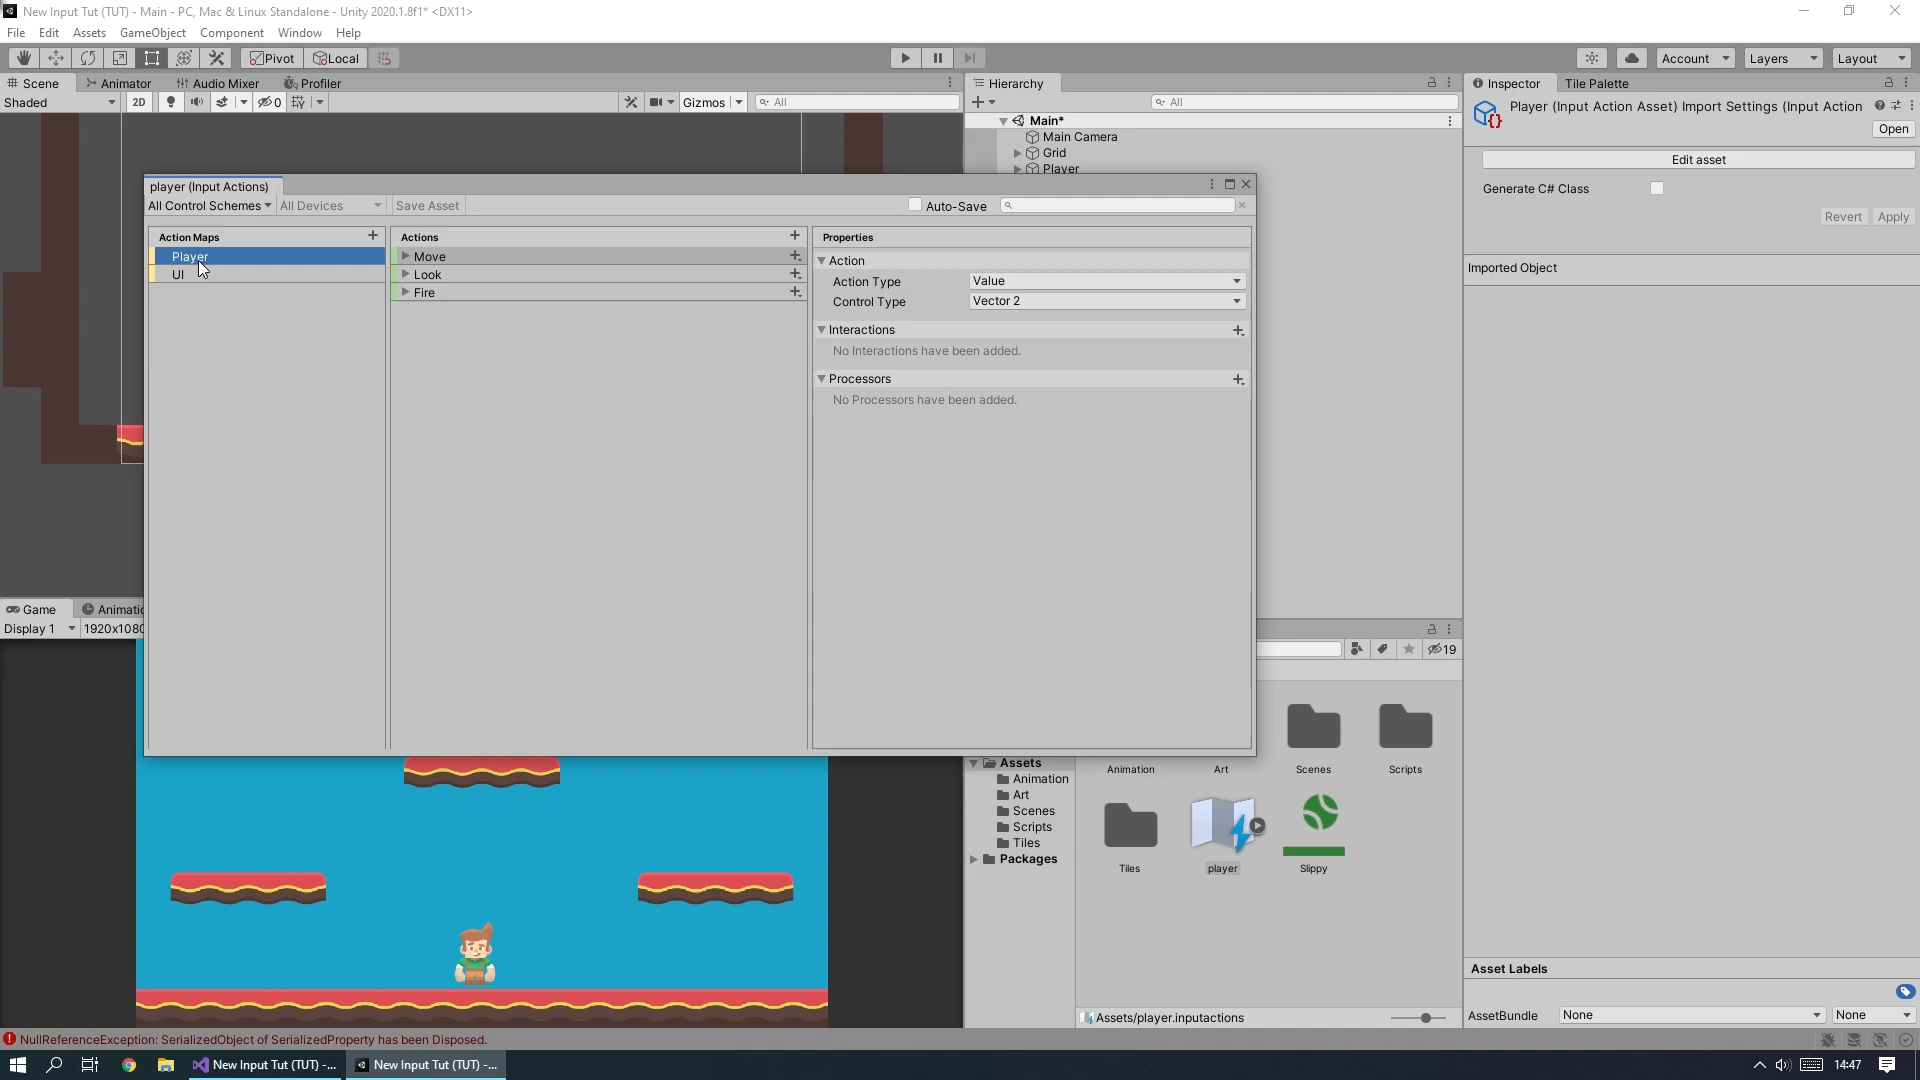 New Input Tut (TUT) - Main - PC, Mac & Linux Standalone - Unity 2020.1.8f1* <DX11>
File Edit Assets GameObject Component Window Help
Pivot Local Account Layers Layout
Scene Animator Audio Mixer Profiler
Hierarchy
Inspector Tile Palette
Shaded 2D 0 Gizmos All
All
Player (Input Action Asset) Import Settings (Input Action
Open
Main*
Main Camera
Grid
Player
Edit asset
Generate C# Class
Revert Apply
Imported Object
player (Input Actions)
All Control Schemes All Devices Save Asset Auto-Save
Action Maps
Player
UI
Actions
Move
Look
Fire
Properties
Action
Action Type Value
Control Type Vector 2
Interactions
No Interactions have been added.
Processors
No Processors have been added.
Game Animatio
Display 1 1920x1080
19
Assets
Animation
Art
Scenes
Scripts
Tiles
Packages
Animation Art Scenes Scripts
Tiles player Slippy
Assets/player.inputactions
Asset Labels
AssetBundle None None
NullReferenceException: SerializedObject of SerializedProperty has been Disposed.
New Input Tut (TUT) -... New Input Tut (TUT) -... 14:47